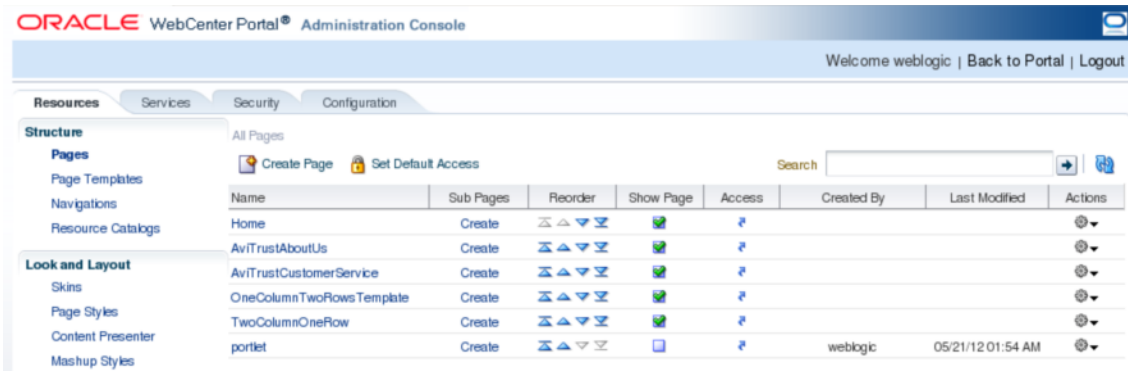 ORACLE WebCenter Portal® Administration Console
Welcome weblogic | Back to Portal | Logout
Resources Services Security Configuration
Structure
Pages
Page Templates
Navigations
Resource Catalogs
Look and Layout
Skins
Page Styles
Content Presenter
Mashup Styles
All Pages
Create Page Set Default Access Search
Name Sub Pages Reorder Show Page Access Created By Last Modified Actions
Home Create
AviTrustAboutUs Create
AviTrustCustomerService Create
OneColumnTwoRowsTemplate Create
TwoColumnOneRow Create
portlet Create weblogic 05/21/12 01:54 AM